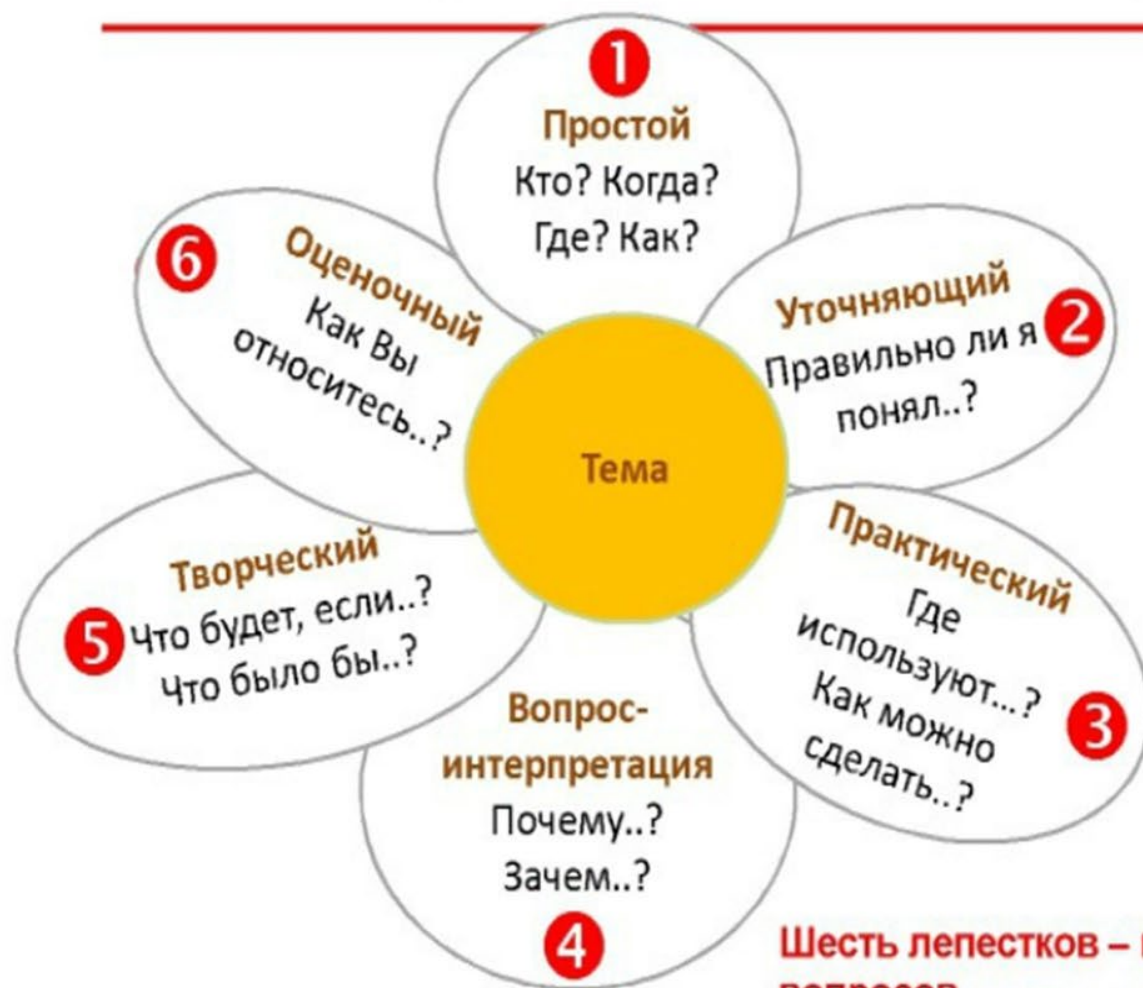 1
Простой
Кто? Когда?
Где? Как?
2
Уточняющий
Правильно ли я
понял..?
3
Практический
Где
используют...?
Как можно
сделать..?
4
Вопрос-
интерпретация
Почему..?
Зачем..?
5
Творческий
Что будет, если..?
Что было бы..?
6
Оценочный
Как Вы
относитесь..?
Тема
Шесть лепестков –